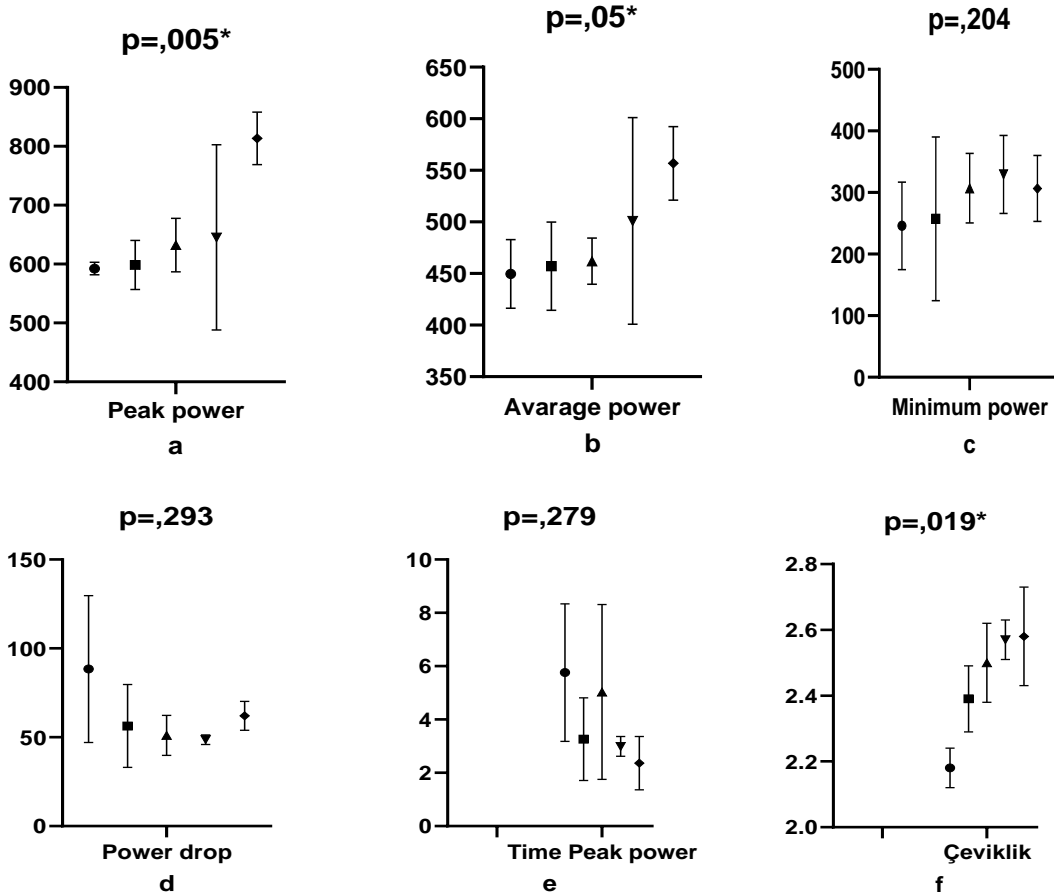 p=,005*
900
800
700
600
500
400
Peak power
a
p=,05*
650
600
550
500
450
400
350
Avarage power
b
p=,204
500
400
300
200
100
0
Minimum power
c
p=,293
150
100
50
0
Power drop
d
p=,279
10
8
6
4
2
0
Time Peak power
e
p=,019*
2.8
2.6
2.4
2.2
2.0
Çeviklik
f